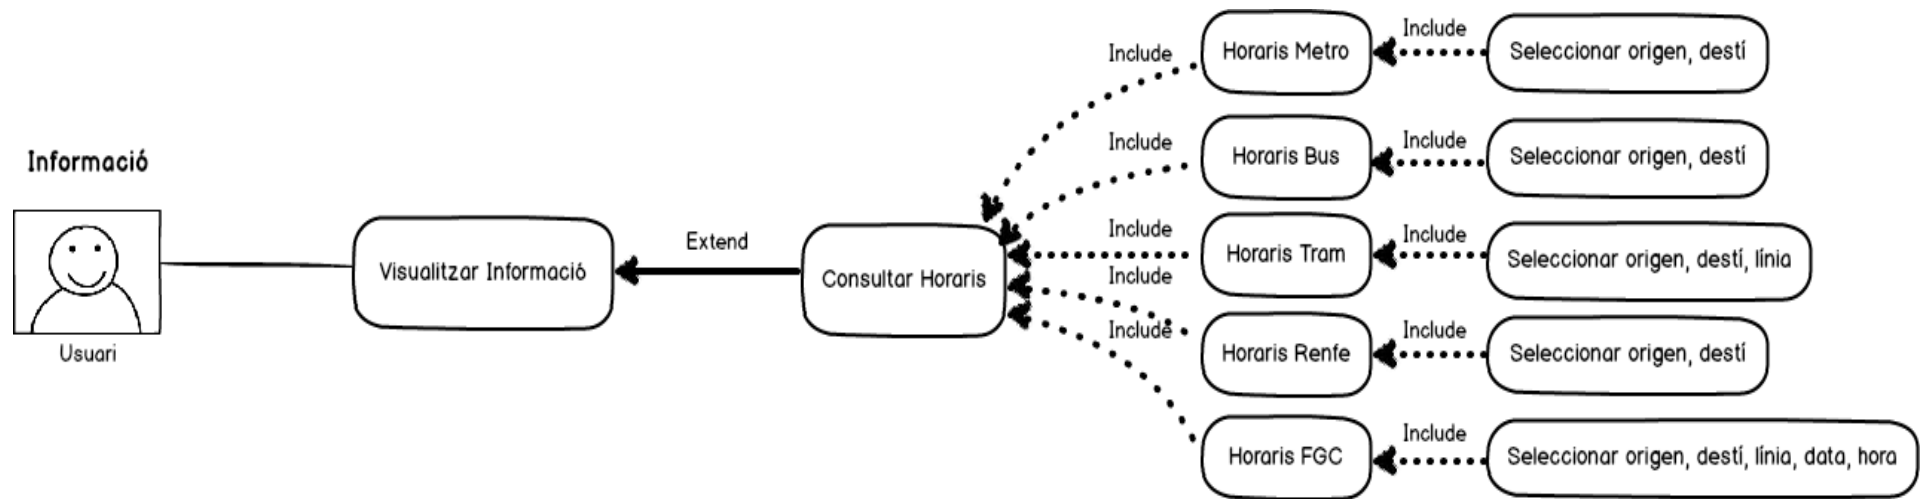 Informació
Usuari
Visualitzar Informació
Extend
Consultar Horaris
Include
Horaris Metro
Include
Seleccionar origen, destí
Include
Horaris Bus
Include
Seleccionar origen, destí
Include
Horaris Tram
Include
Seleccionar origen, destí, línia
Include
Horaris Renfe
Include
Seleccionar origen, destí
Include
Horaris FGC
Include
Seleccionar origen, destí, línia, data, hora